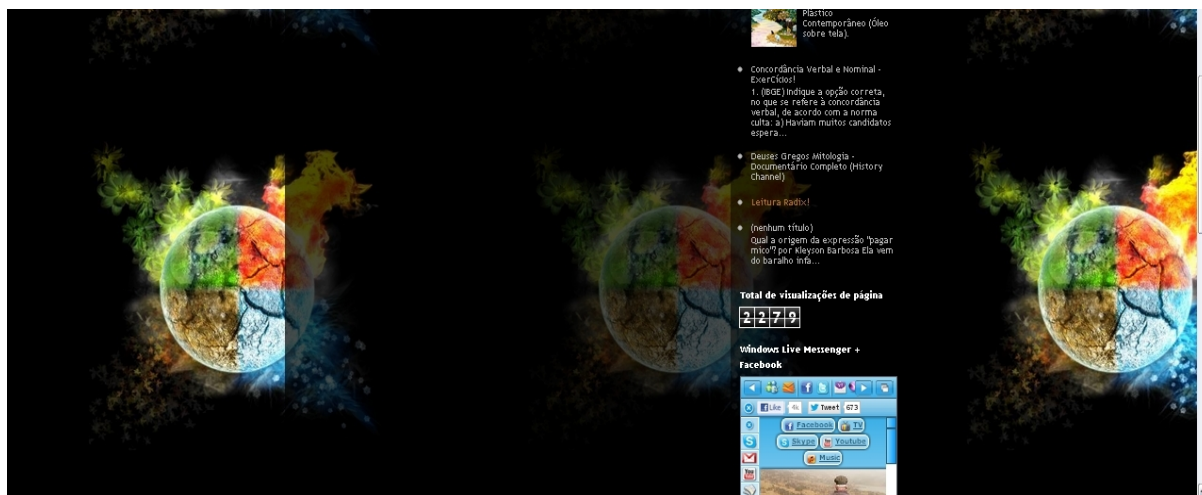 Plástico
Contemporâneo (Óleo
sobre tela).
Concordância Verbal e Nominal -
ExerCícios!
1. (IBGE) Indique a opção correta,
no que se refere à concordância
verbal, de acordo com a norma
culta: a) Haviam muitos candidatos
espera...
Deuses Gregos Mitologia -
Documentário Completo (History
Channel)
Leitura Radix!
(nenhum título)
Qual a origem da expressão "pagar
mico"? por Kleyson Barbosa Ela vem
do baralho infa...
Total de visualizações de página
2279
Windows Live Messenger +
Facebook
Like 4k Tweet 673
Facebook TV
Skype Youtube
Music